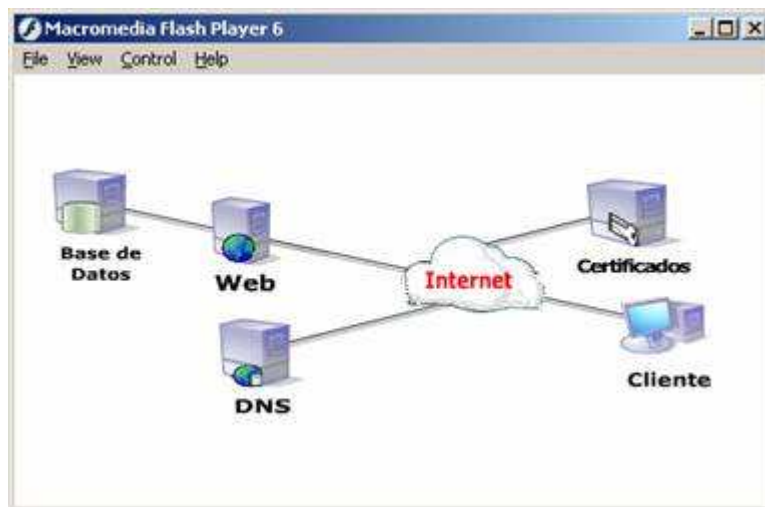 Macromedia Flash Player 6
File View Control Help
Base de
Datos
Web
Internet
Certificados
DNS
Cliente